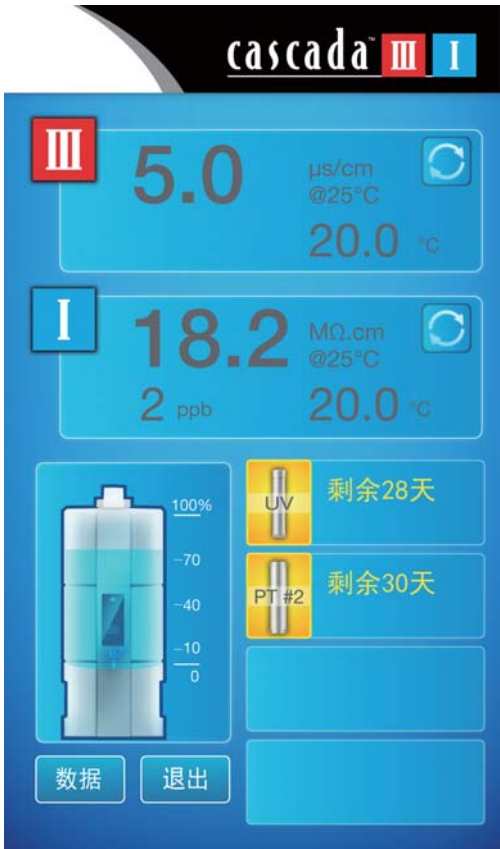 cascada™ III I
III
5.0 µs/cm
@25°C
20.0 °C
I
18.2 MΩ.cm
@25°C
2 ppb 20.0 °C
100%
–70
–40
–10
0
UV 剩余28天
PT #2 剩余30天
数据 退出